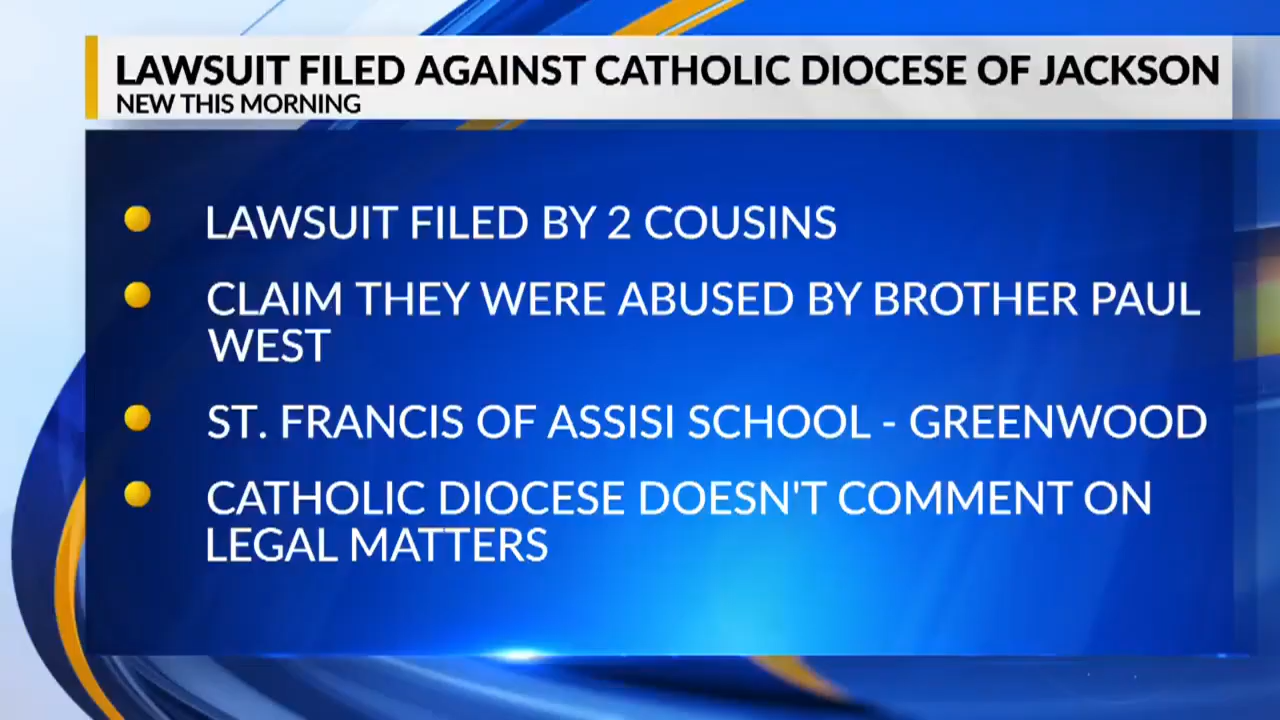 LAWSUIT FILED AGAINST CATHOLIC DIOCESE OF JACKSON
NEW THIS MORNING
LAWSUIT FILED BY 2 COUSINS
CLAIM THEY WERE ABUSED BY BROTHER PAUL
WEST
ST. FRANCIS OF ASSISI SCHOOL - GREENWOOD
CATHOLIC DIOCESE DOESN'T COMMENT ON
LEGAL MATTERS